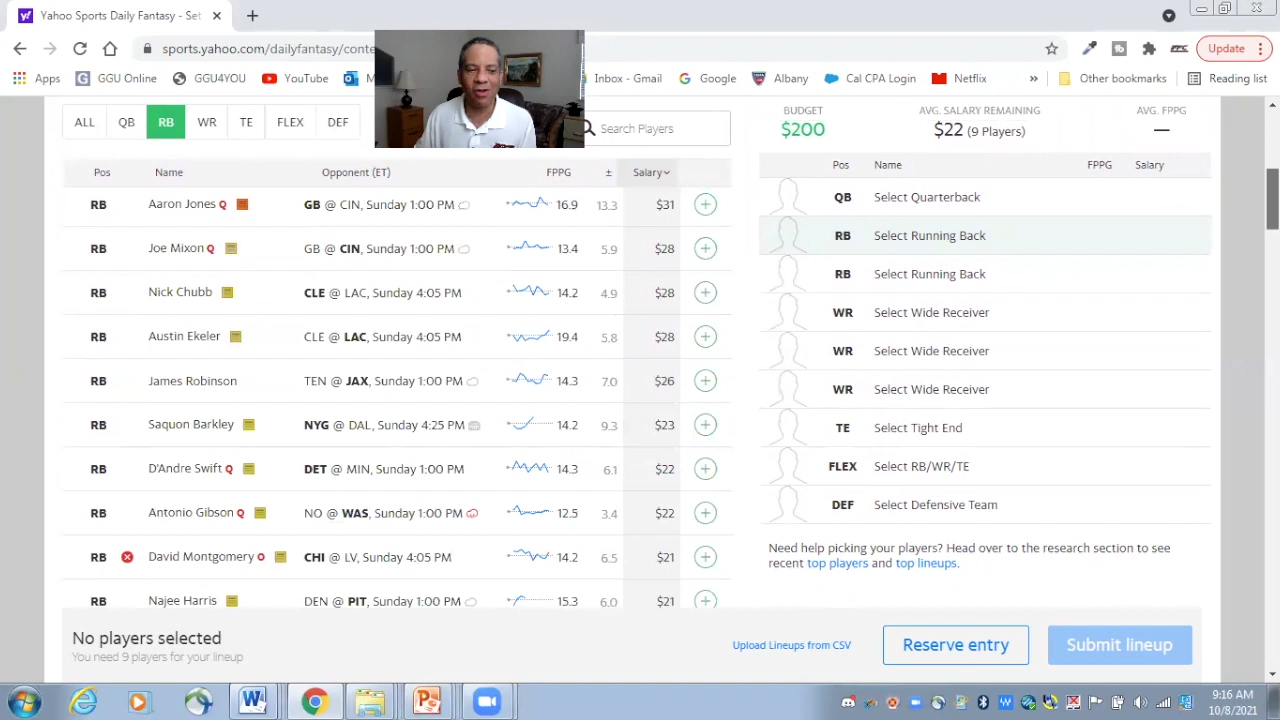 Yahoo Sports Daily Fantasy - Set
sports.yahoo.com/dailyfantasy/conte
Update
Apps GGU Online GGU4YOU YouTube M Inbox - Gmail Google Albany Cal CPA Login Netflix » Other bookmarks Reading list
ALL QB RB WR TE FLEX DEF
Search Players
BUDGET AVG. SALARY REMAINING AVG. FPPG
$200 $22 (9 Players) —
Pos Name Opponent (ET) FPPG ± Salary
RB Aaron Jones Q GB @ CIN, Sunday 1:00 PM 16.9 13.3 $31
RB Joe Mixon Q GB @ CIN, Sunday 1:00 PM 13.4 5.9 $28
RB Nick Chubb CLE @ LAC, Sunday 4:05 PM 14.2 4.9 $28
RB Austin Ekeler CLE @ LAC, Sunday 4:05 PM 19.4 5.8 $28
RB James Robinson TEN @ JAX, Sunday 1:00 PM 14.3 7.0 $26
RB Saquon Barkley NYG @ DAL, Sunday 4:25 PM 14.2 9.3 $23
RB D'Andre Swift Q DET @ MIN, Sunday 1:00 PM 14.3 6.1 $22
RB Antonio Gibson Q NO @ WAS, Sunday 1:00 PM 12.5 3.4 $22
RB David Montgomery O CHI @ LV, Sunday 4:05 PM 14.2 6.5 $21
RB Najee Harris DEN @ PIT, Sunday 1:00 PM 15.3 6.0 $21
Pos Name FPPG Salary
QB Select Quarterback
RB Select Running Back
RB Select Running Back
WR Select Wide Receiver
WR Select Wide Receiver
WR Select Wide Receiver
TE Select Tight End
FLEX Select RB/WR/TE
DEF Select Defensive Team
Need help picking your players? Head over to the research section to see
recent top players and top lineups.
No players selected
You need 9 players for your lineup
Upload Lineups from CSV
Reserve entry
Submit lineup
9:16 AM
10/8/2021